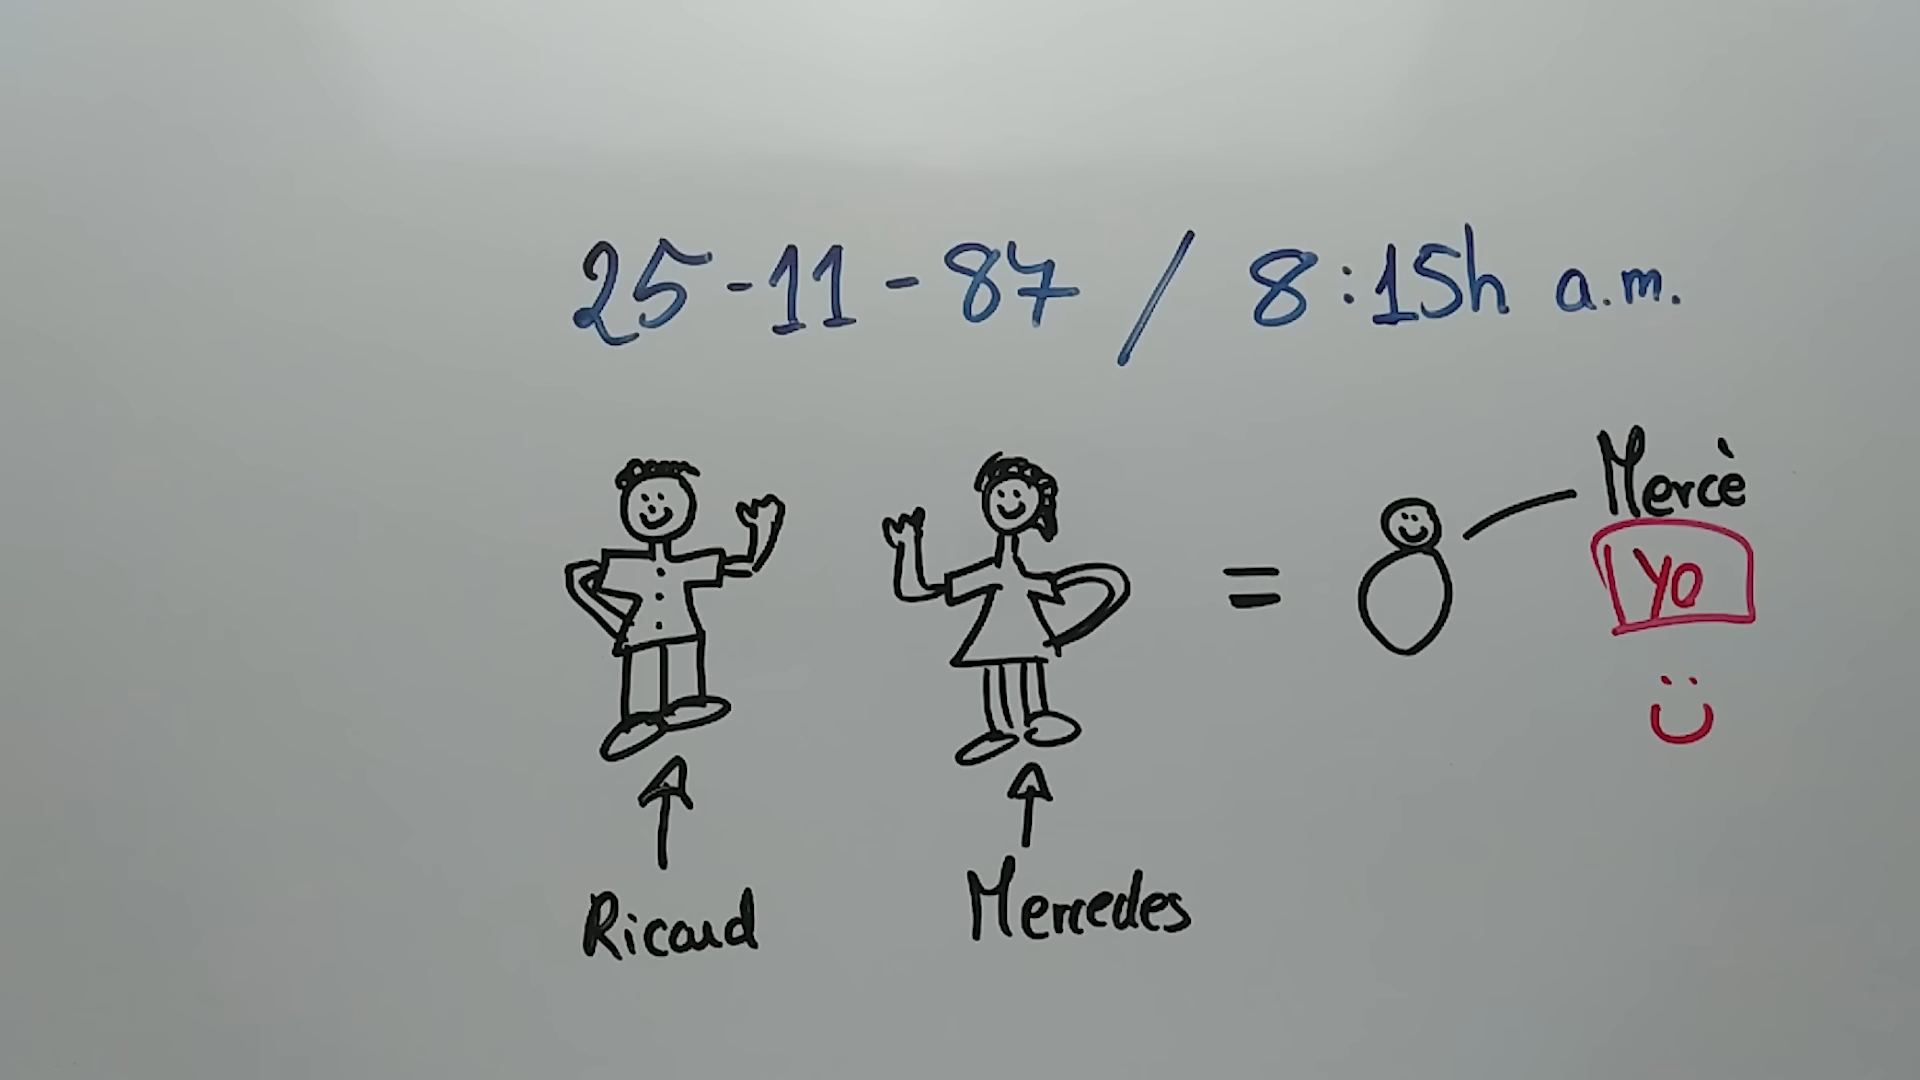 25-11-87 / 8:15h a.m.
Mercè
yo
=
Ricard
Mercedes